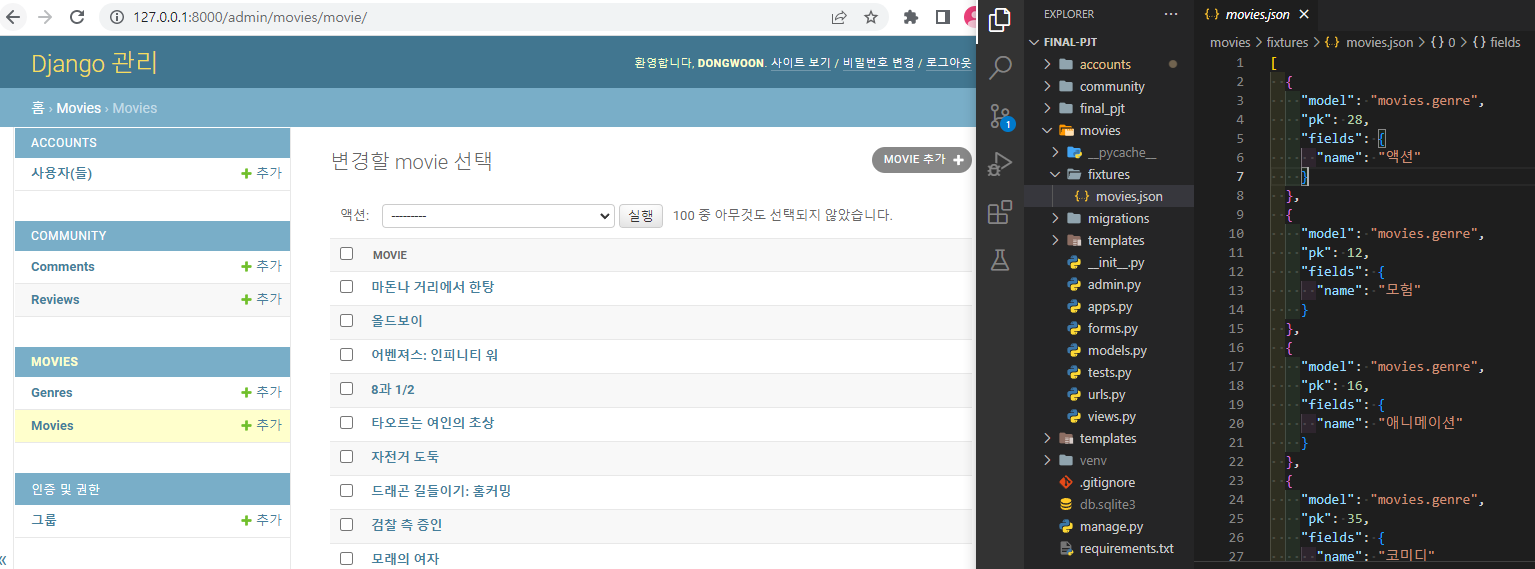 127.0.0.1:8000/admin/movies/movie/
Django 관리
환영합니다, DONGWOON. 사이트 보기 / 비밀번호 변경 / 로그아웃
홈 › Movies › Movies
ACCOUNTS
사용자(들) 추가
COMMUNITY
Comments 추가
Reviews 추가
MOVIES
Genres 추가
Movies 추가
인증 및 권한
그룹 추가
«
변경할 movie 선택
MOVIE 추가
액션: --------- 실행 100 중 아무것도 선택되지 않았습니다.
MOVIE
마돈나 거리에서 한탕
올드보이
어벤져스: 인피니티 워
8과 1/2
타오르는 여인의 초상
자전거 도둑
드래곤 길들이기: 홈커밍
검찰 측 증인
모래의 여자
1
EXPLORER ···
FINAL-PJT
accounts
community
final_pjt
movies
__pycache__
fixtures
movies.json
migrations
templates
__init__.py
admin.py
apps.py
forms.py
models.py
tests.py
urls.py
views.py
templates
venv
.gitignore
db.sqlite3
manage.py
requirements.txt
{..} movies.json ×
movies > fixtures > {..} movies.json > {} 0 > {} fields
1 [
2 {
3 "model": "movies.genre",
4 "pk": 28,
5 "fields": {
6 "name": "액션"
7 }
8 },
9 {
10 "model": "movies.genre",
11 "pk": 12,
12 "fields": {
13 "name": "모험"
14 }
15 },
16 {
17 "model": "movies.genre",
18 "pk": 16,
19 "fields": {
20 "name": "애니메이션"
21 }
22 },
23 {
24 "model": "movies.genre",
25 "pk": 35,
26 "fields": {
27 "name": "코미디"